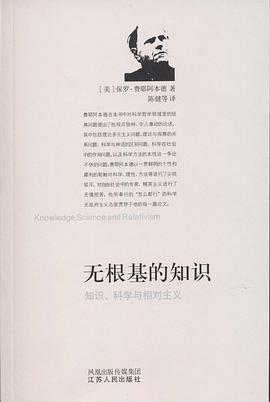 [美]保罗·费耶阿本德 著
陈健等 译
费耶阿本德在本书中对科学哲学领域里的经
典问题提出了他观点独特、令人激动的论述，
其中包括理论多元主义问题，理论与观察的关
系问题，科学与神话的区别问题，科学在社会
中的作用问题，以及科学方法的本性这一争论
不休的问题。费耶阿本德以一贯鲜明的个性和
犀利的笔触对科学、理性、方法等进行了尖锐
驳斥，对自由社会中的专家、精英主义进行了
无情挖苦。他所奉行的“怎么都行”的科学
无政府主义态度贯穿于他的每一篇论文。
Knowledge,Science,and Relativism
无根基的知识
知识、科学与相对主义
凤凰出版传媒集团
江苏人民出版社